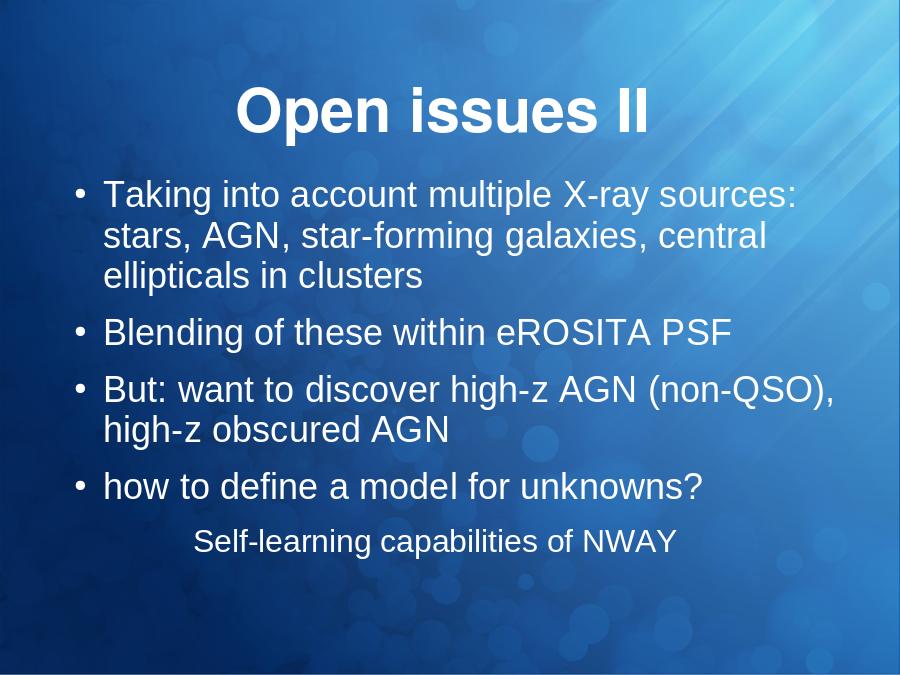 Open issues II
• Taking into account multiple X-ray sources:
stars, AGN, star-forming galaxies, central
ellipticals in clusters
• Blending of these within eROSITA PSF
• But: want to discover high-z AGN (non-QSO),
high-z obscured AGN
• how to define a model for unknowns?
Self-learning capabilities of NWAY